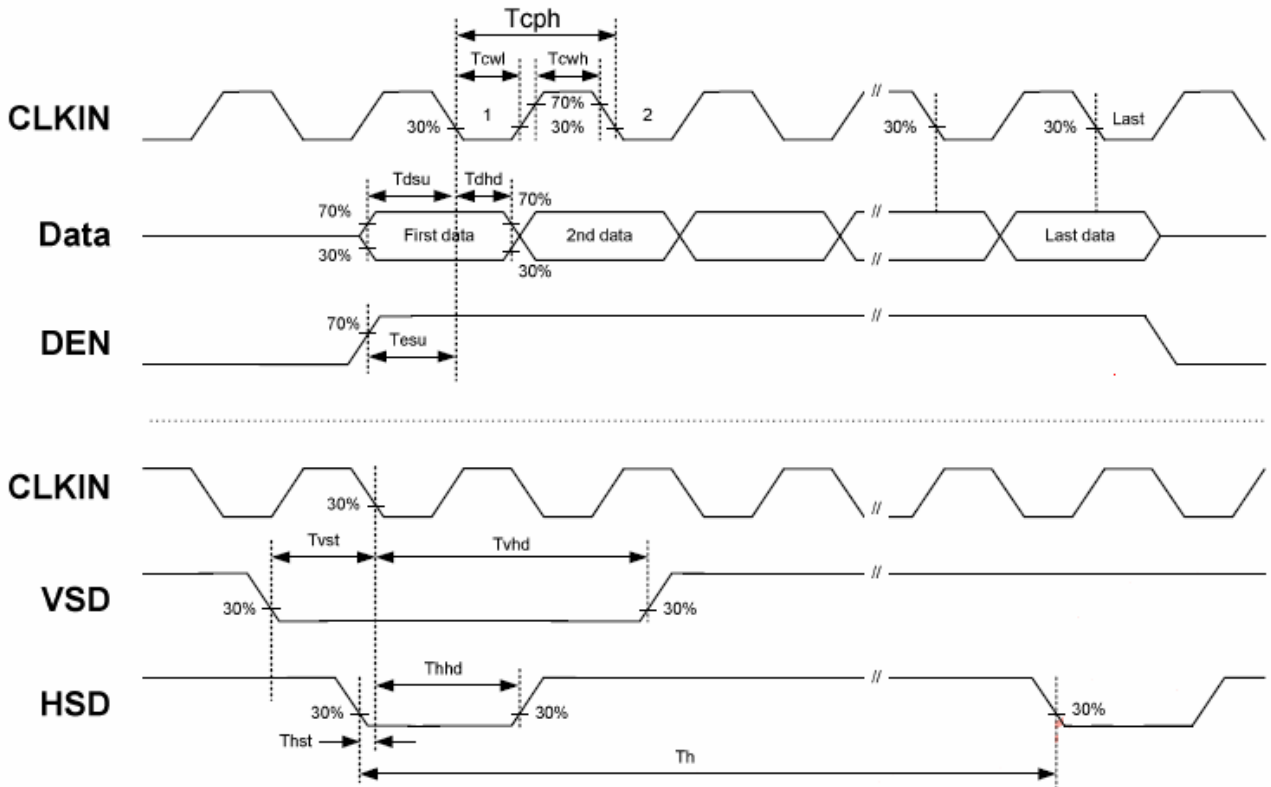 Tcph
Tcwl Tcwh
CLKIN 30% 1 70% 30% 2 // 30% 30% Last
Tdsu Tdhd
70% 70%
Data First data 2nd data // // Last data
30% 30%
DEN 70% Tesu //
CLKIN 30% //
Tvst Tvhd
VSD 30% 30% //
Thhd
HSD 30% 30% // 30%
Thst
Th